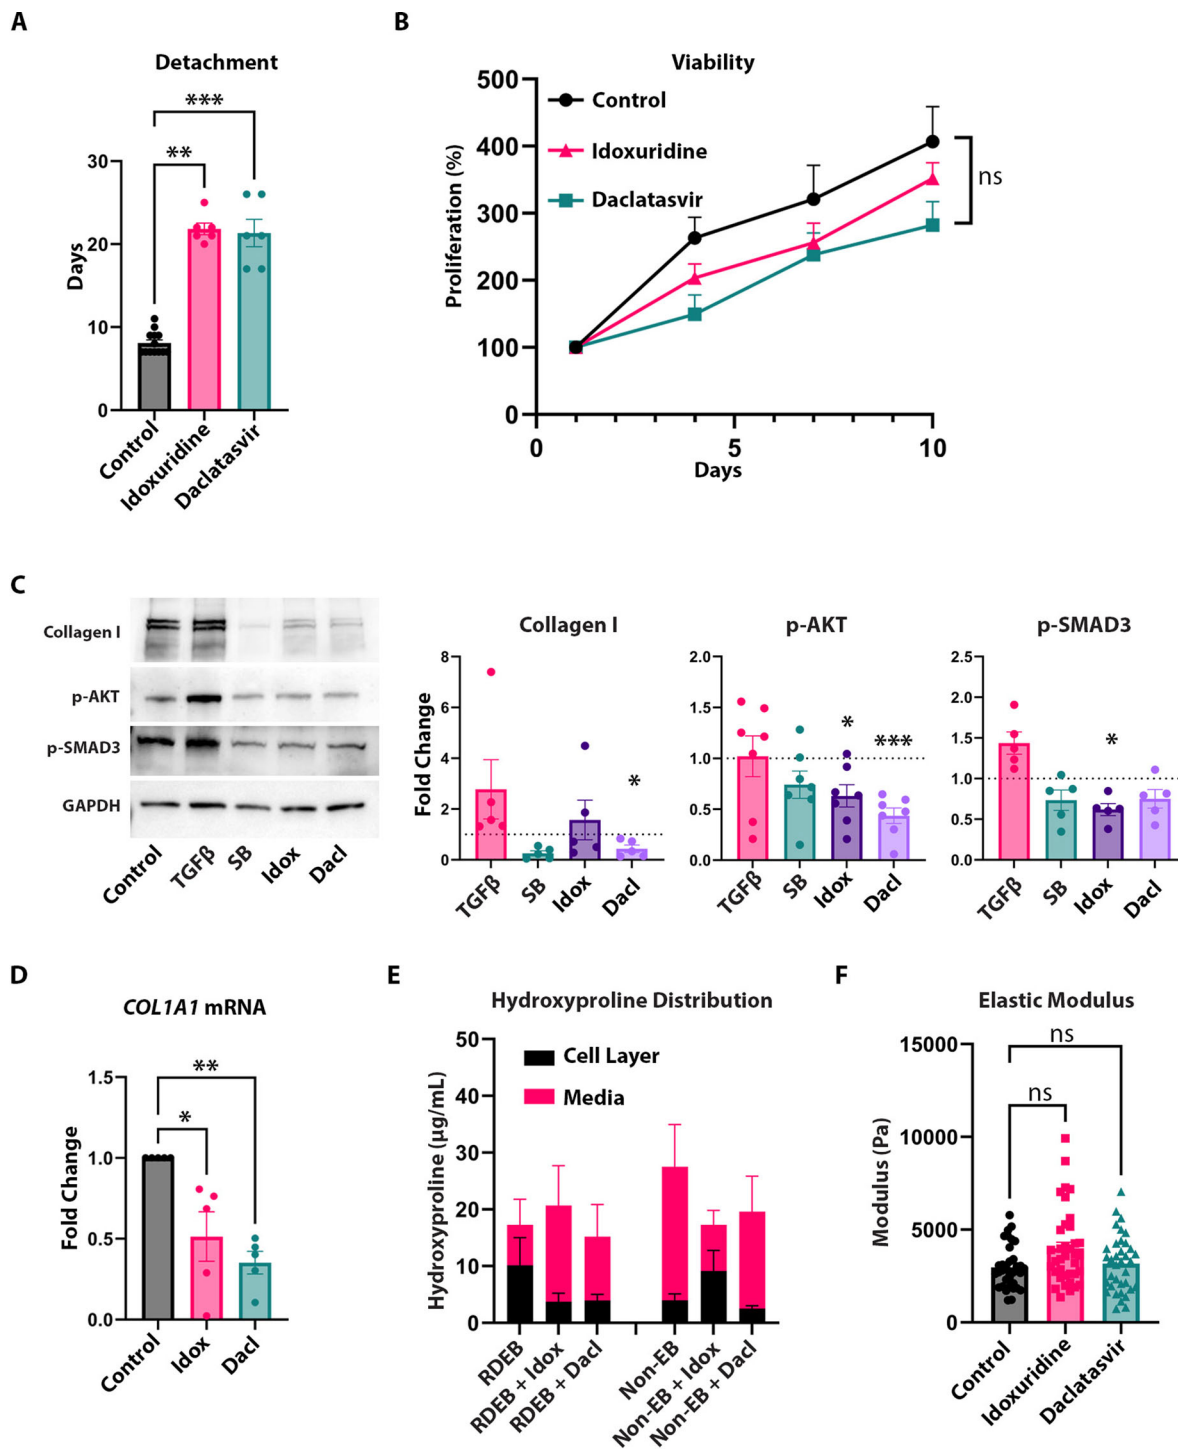 A
Detachment
***
**
30
20
10
0
Days
Control
Idoxuridine
Daclatasvir
B
Viability
Control
Idoxuridine
Daclatasvir
500
400
300
200
100
0
Proliferation (%)
ns
0
5
10
Days
C
Collagen I
p-AKT
p-SMAD3
GAPDH
Control
TGFβ
SB
Idox
Dacl
Collagen I
Fold Change
8
6
4
2
0
*
TGFβ
SB
Idox
Dacl
p-AKT
2.0
1.5
1.0
0.5
0.0
*
***
TGFβ
SB
Idox
Dacl
p-SMAD3
2.5
2.0
1.5
1.0
0.5
0.0
*
TGFβ
SB
Idox
Dacl
D
COL1A1 mRNA
**
*
1.5
1.0
0.5
0.0
Fold Change
Control
Idox
Dacl
E
Hydroxyproline Distribution
Cell Layer
Media
50
40
30
20
10
0
Hydroxyproline (µg/mL)
RDEB
RDEB + Idox
RDEB + Dacl
Non-EB
Non-EB + Idox
Non-EB + Dacl
F
Elastic Modulus
ns
ns
15000
10000
5000
0
Modulus (Pa)
Control
Idoxuridine
Daclatasvir